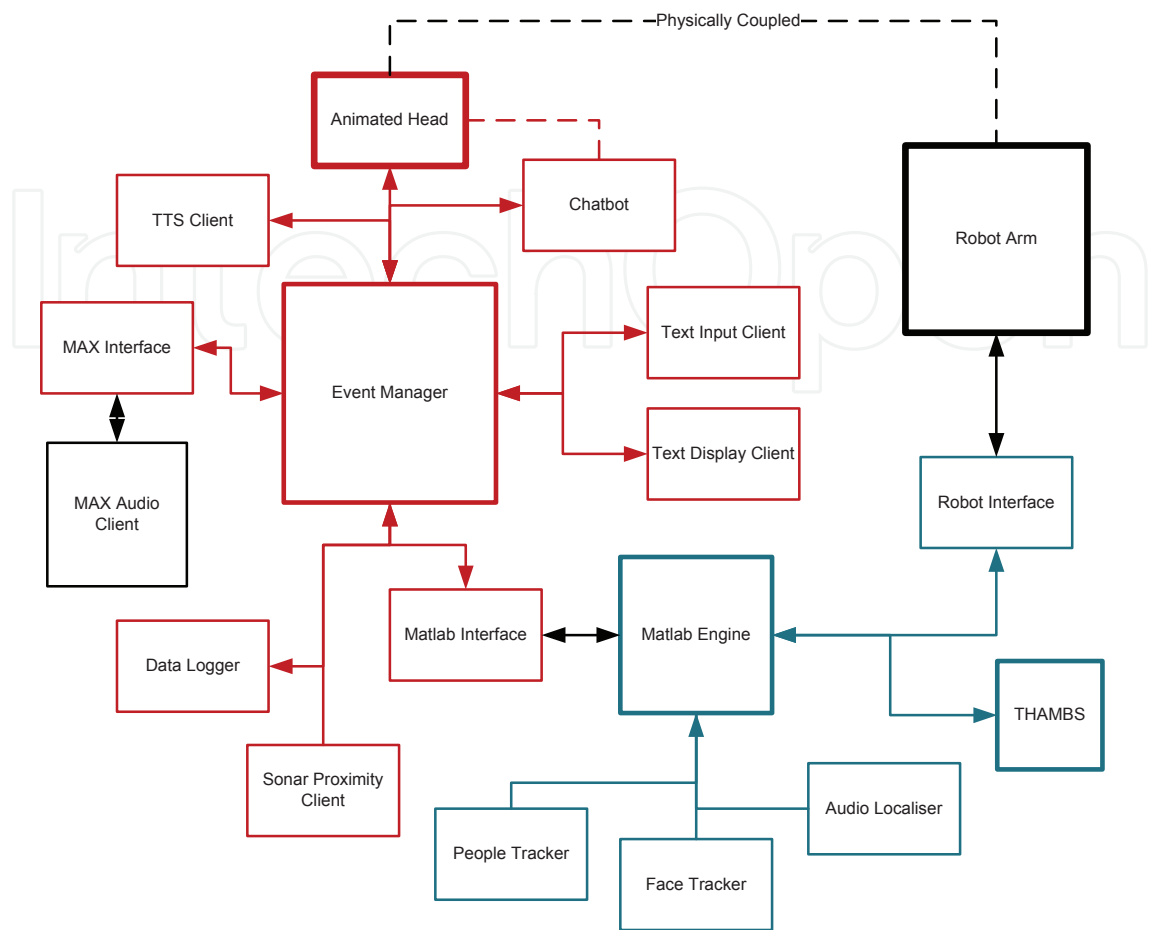 Physically Coupled
Animated Head
TTS Client
Chatbot
Robot Arm
IntechOpen
MAX Interface
Event Manager
Text Input Client
Text Display Client
MAX Audio
Client
Robot Interface
Matlab Interface
Matlab Engine
Data Logger
THAMBS
Sonar Proximity
Client
People Tracker
Face Tracker
Audio Localiser